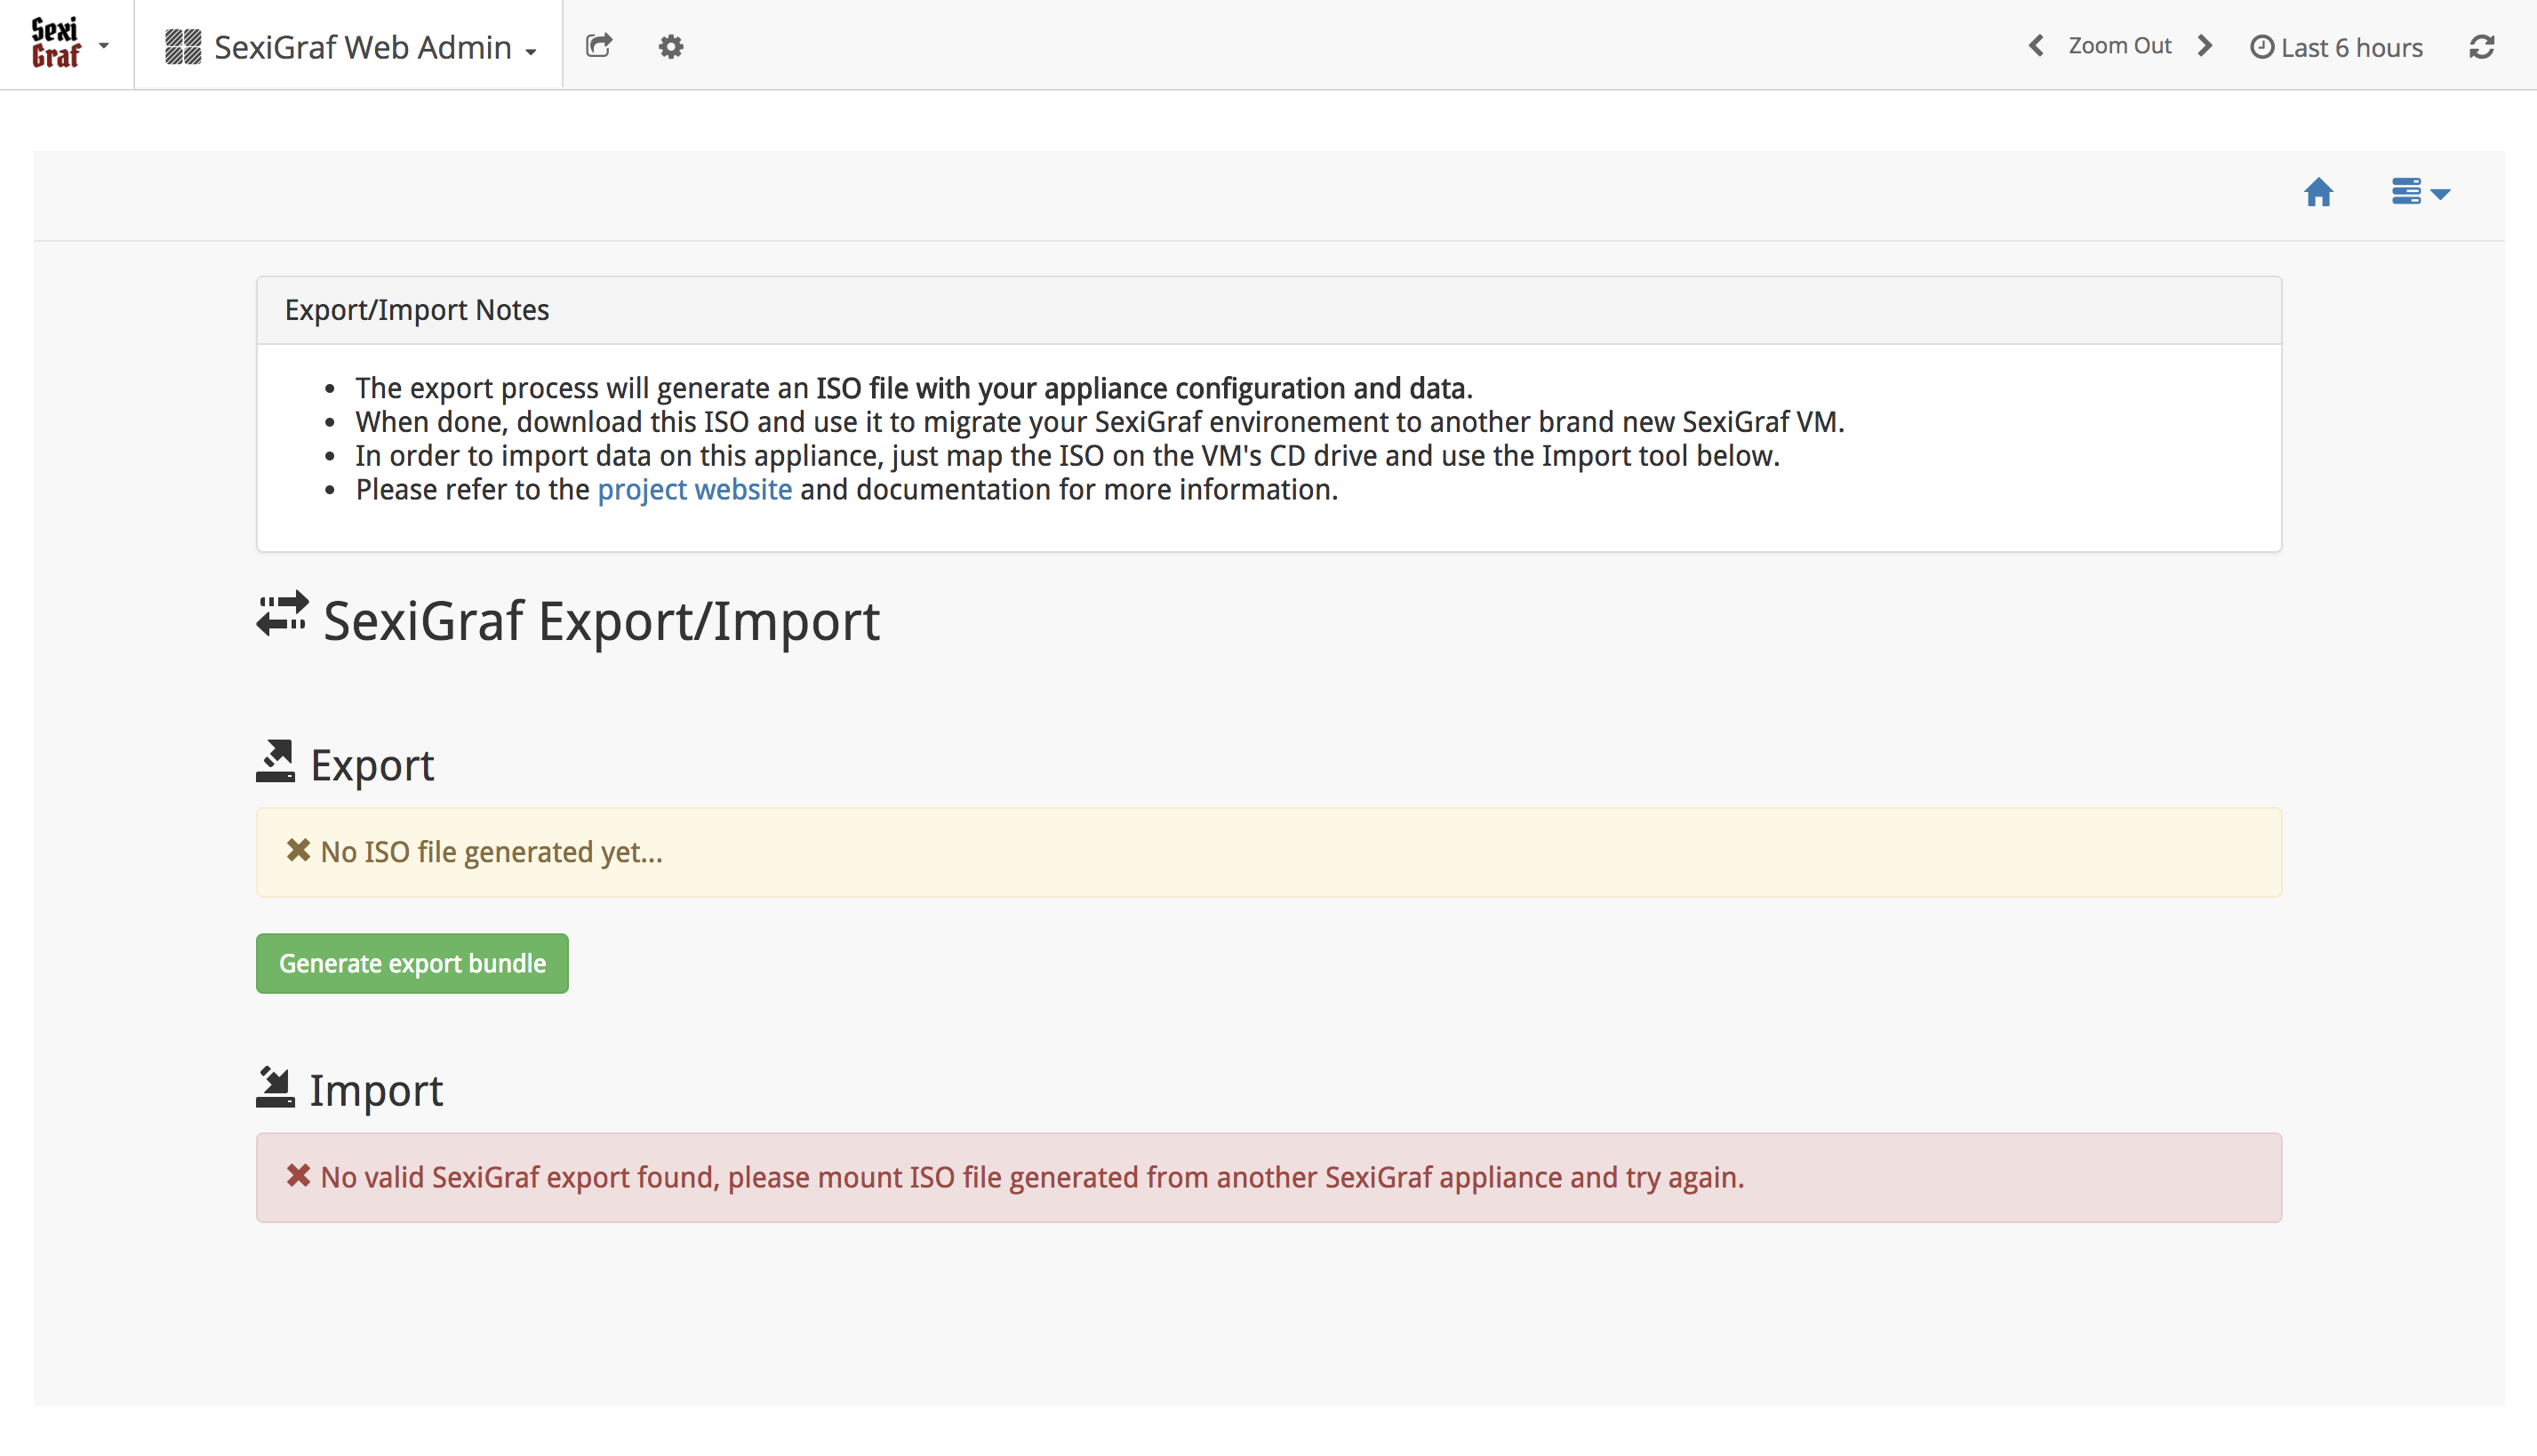 Sexi
Graf
SexiGraf Web Admin
Zoom Out
Last 6 hours
Export/Import Notes
The export process will generate an ISO file with your appliance configuration and data.
When done, download this ISO and use it to migrate your SexiGraf environement to another brand new SexiGraf VM.
In order to import data on this appliance, just map the ISO on the VM's CD drive and use the Import tool below.
Please refer to the project website and documentation for more information.
SexiGraf Export/Import
Export
No ISO file generated yet...
Generate export bundle
Import
No valid SexiGraf export found, please mount ISO file generated from another SexiGraf appliance and try again.